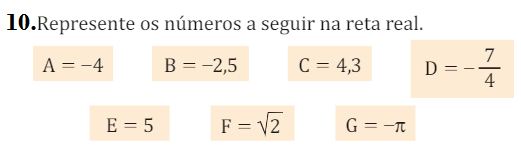 10.Represente os números a seguir na reta real.
A = −4 B = −2,5 C = 4,3 D = −7/4
E = 5 F = √2 G = −π